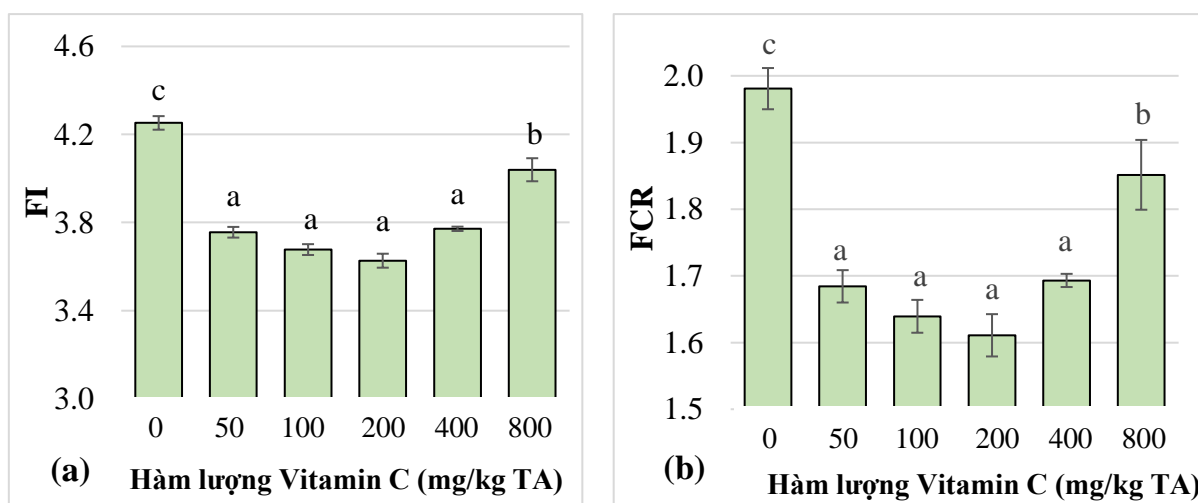 4.6
4.2
3.8
3.4
3.0
FI
c
a
a
a
a
b
0 50 100 200 400 800
(a) Hàm lượng Vitamin C (mg/kg TA)
2.0
1.9
1.8
1.7
1.6
1.5
FCR
c
a
a
a
a
b
0 50 100 200 400 800
(b) Hàm lượng Vitamin C (mg/kg TA)